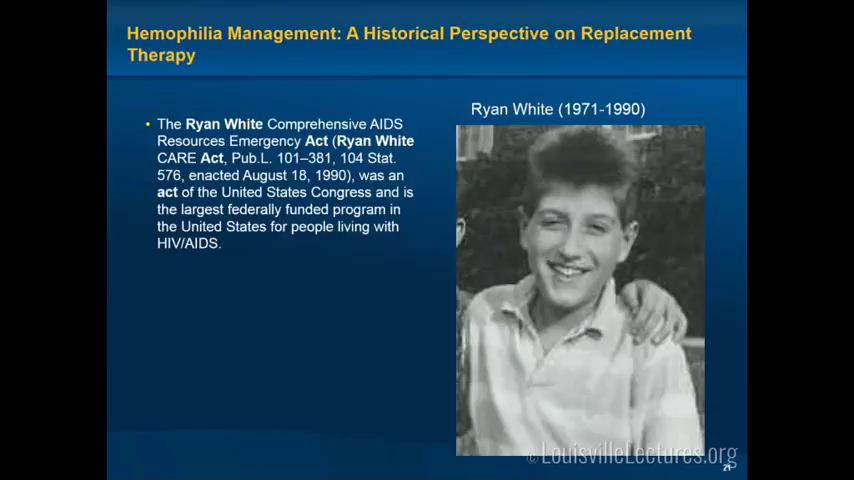 Hemophilia Management: A Historical Perspective on Replacement
Therapy
Ryan White (1971-1990)
• The Ryan White Comprehensive AIDS
Resources Emergency Act (Ryan White
CARE Act, Pub.L. 101–381, 104 Stat.
576, enacted August 18, 1990), was an
act of the United States Congress and is
the largest federally funded program in
the United States for people living with
HIV/AIDS.
©LouisvilleLectures.org
21